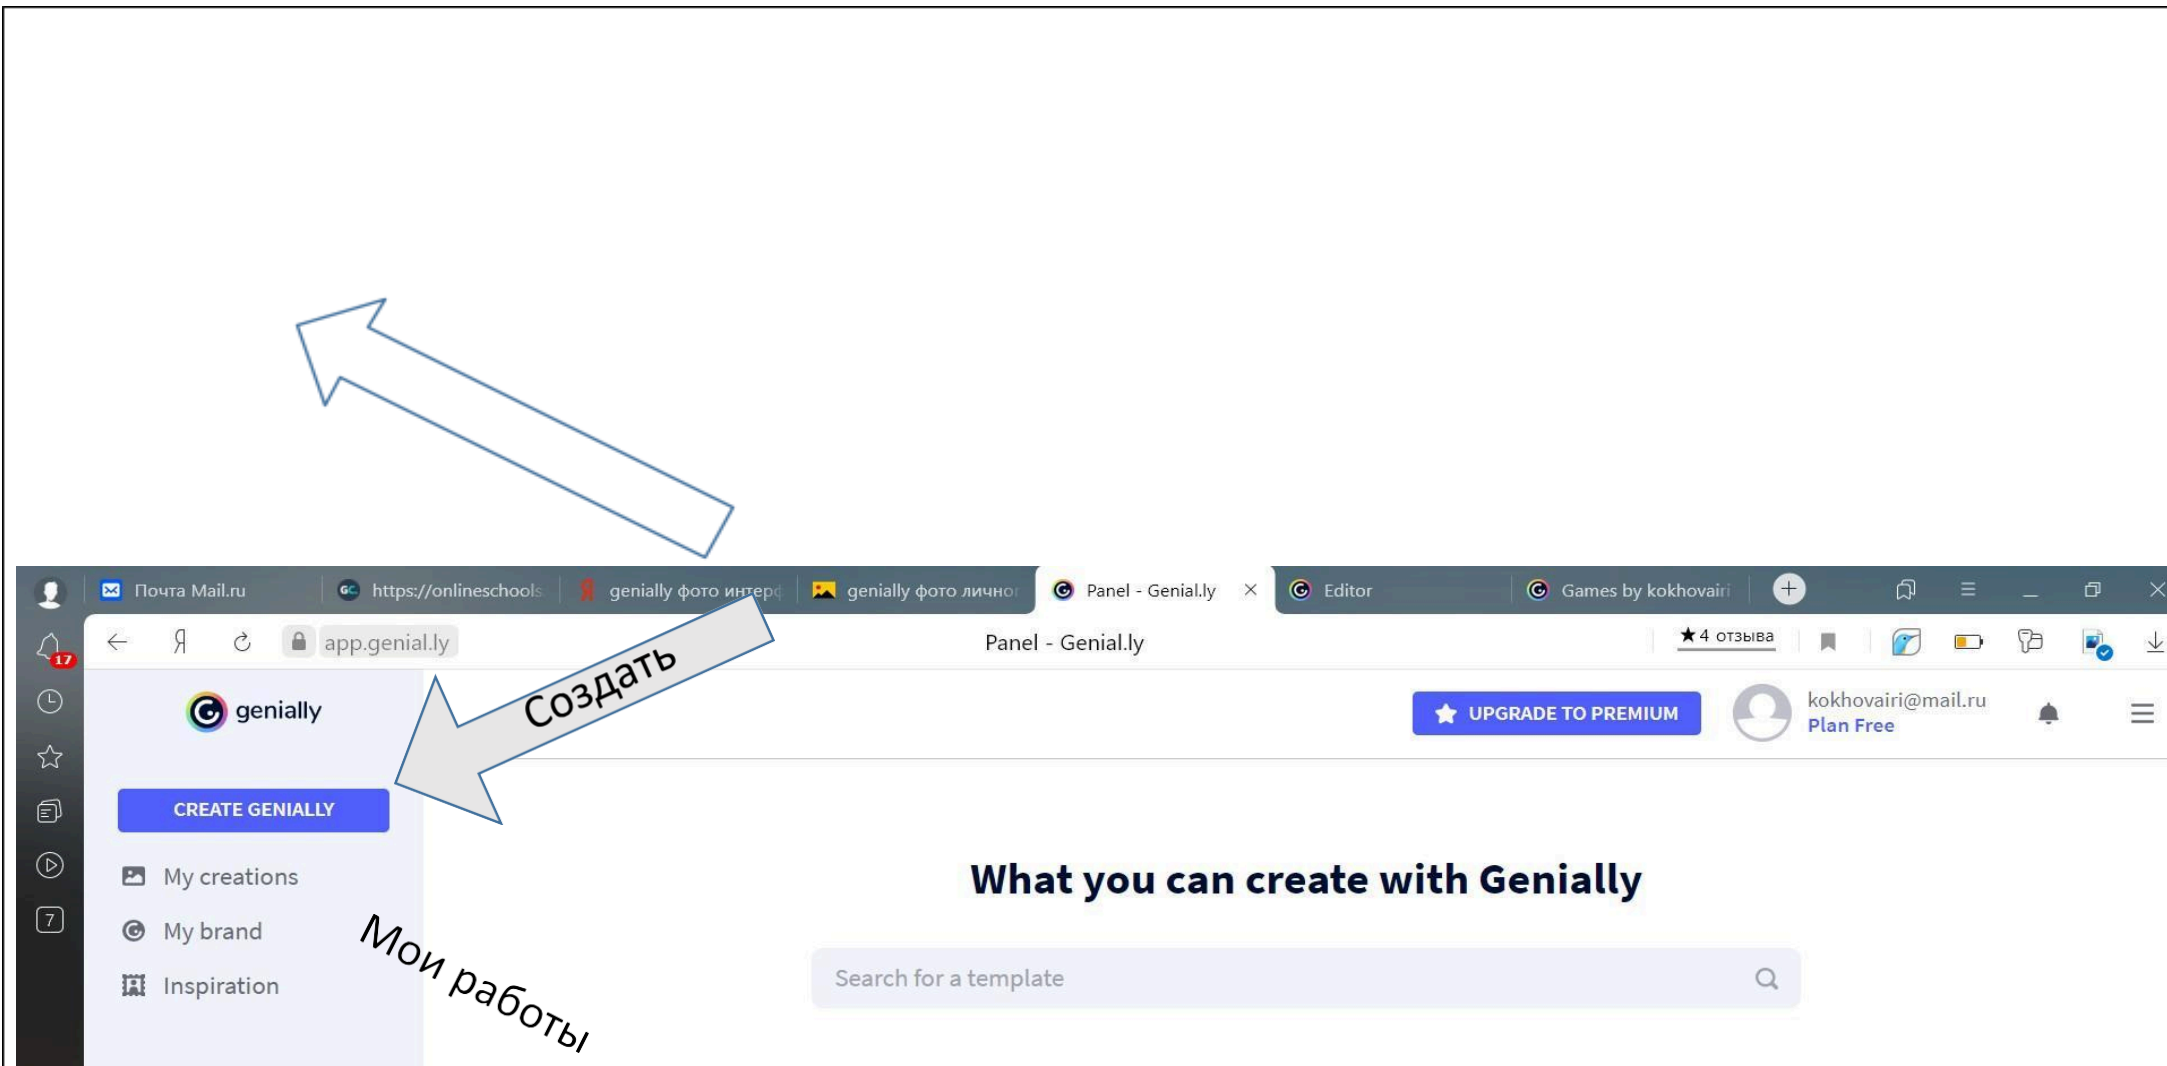 Почта Mail.ru
https://onlineschools
genially фото интерф
genially фото личног
Panel - Genial.ly
Editor
Games by kokhovairi
17
Я
app.genial.ly
Panel - Genial.ly
★4 отзыва
genially
Создать
UPGRADE TO PREMIUM
kokhovairi@mail.ru
Plan Free
CREATE GENIALLY
My creations
My brand
Inspiration
7
Мои работы
What you can create with Genially
Search for a template